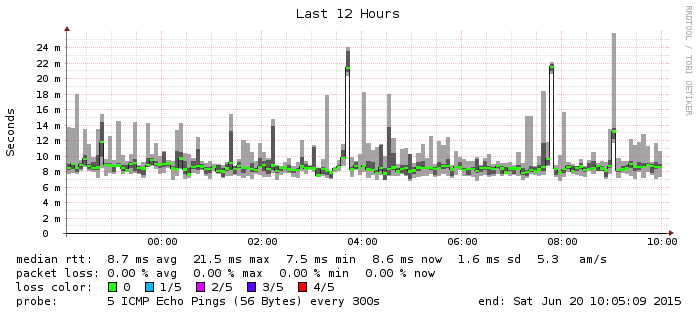 Last 12 Hours
RRDTOOL / TOBI OETIKER
Seconds
24 m
22 m
20 m
18 m
16 m
14 m
12 m
10 m
8 m
6 m
4 m
2 m
0
00:00 02:00 04:00 06:00 08:00 10:00
median rtt: 8.7 ms avg 21.5 ms max 7.5 ms min 8.6 ms now 1.6 ms sd 5.3 am/s
packet loss: 0.00 % avg 0.00 % max 0.00 % min 0.00 % now
loss color: 0 1/5 2/5 3/5 4/5
probe: 5 ICMP Echo Pings (56 Bytes) every 300s end: Sat Jun 20 10:05:09 2015